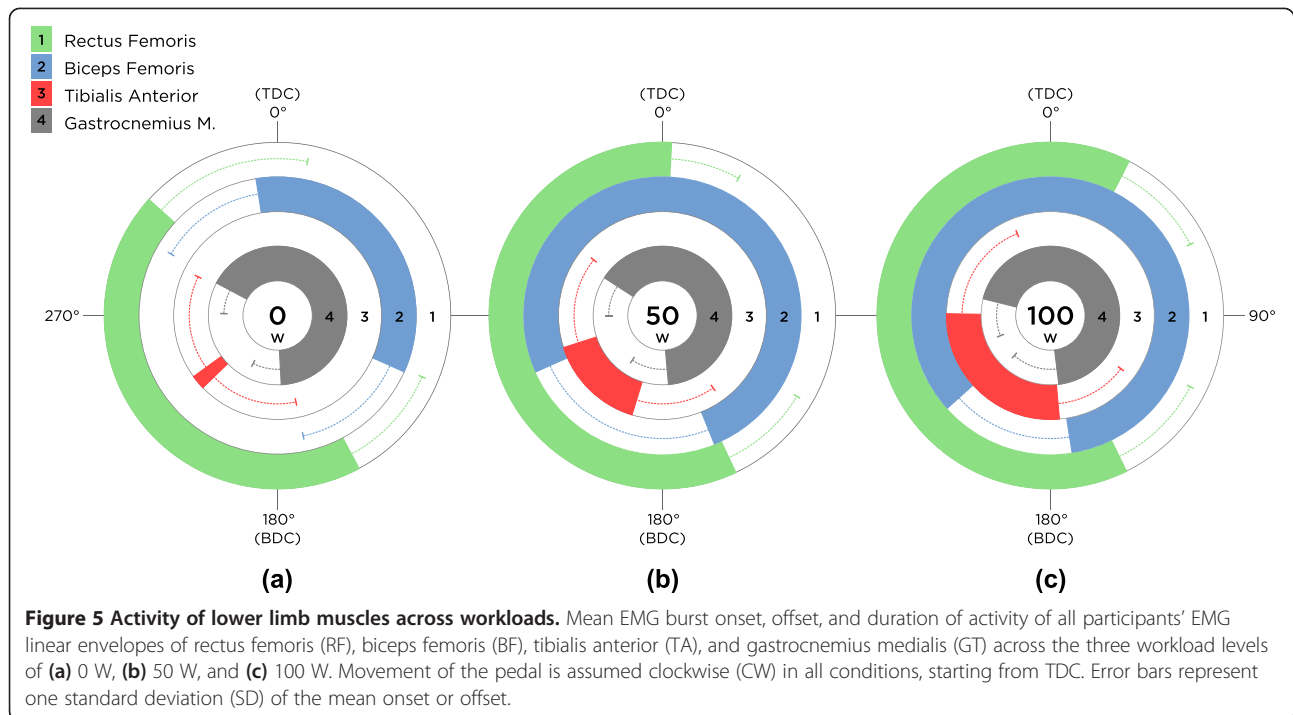 1 Rectus Femoris
2 Biceps Femoris
3 Tibialis Anterior
4 Gastrocnemius M.
(TDC)
0°
(TDC)
0°
(TDC)
0°
270°
0
W
4
3
2
1
50
W
4
3
2
1
100
W
4
3
2
1
90°
180°
(BDC)
180°
(BDC)
180°
(BDC)
(a)
(b)
(c)
Figure 5 Activity of lower limb muscles across workloads. Mean EMG burst onset, offset, and duration of activity of all participants’ EMG
linear envelopes of rectus femoris (RF), biceps femoris (BF), tibialis anterior (TA), and gastrocnemius medialis (GT) across the three workload levels
of (a) 0 W, (b) 50 W, and (c) 100 W. Movement of the pedal is assumed clockwise (CW) in all conditions, starting from TDC. Error bars represent
one standard deviation (SD) of the mean onset or offset.